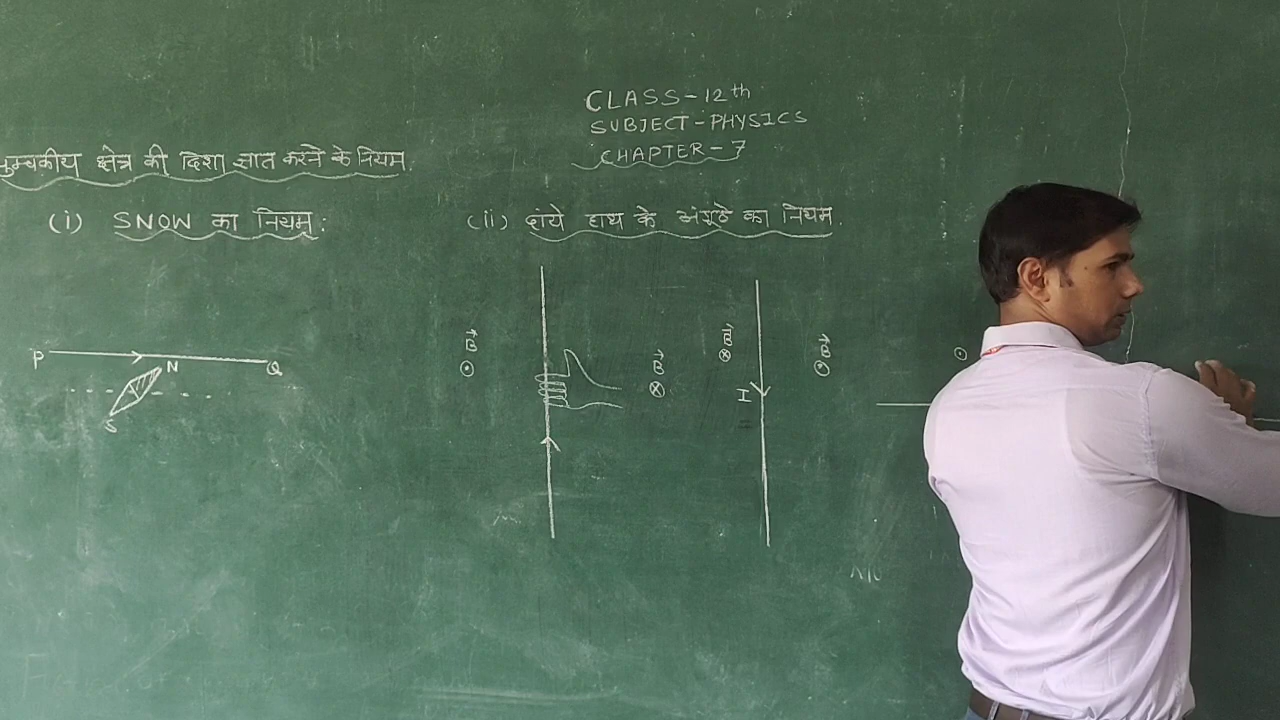 CLASS-12th
SUBJECT-PHYSICS
CHAPTER-7
चुम्बकीय क्षेत्र की दिशा ज्ञात करने के नियम.
(i) SNOW का नियम:
(ii) दांये हाथ के अंगूठे का नियम.
P
Q
N
S
B
B
B
I
B